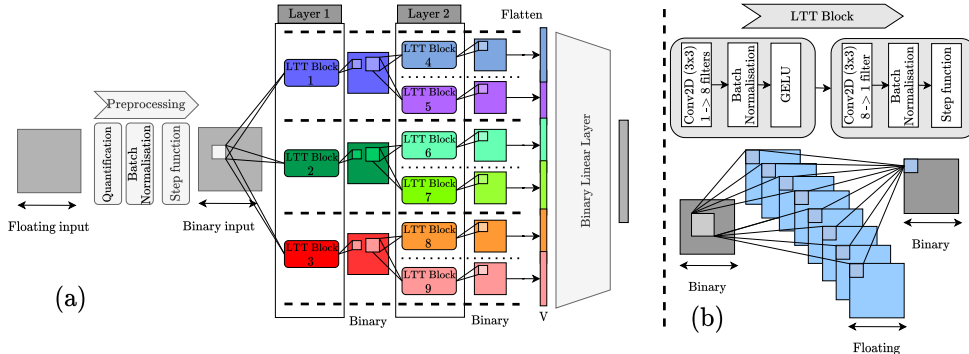 Layer 1
Layer 2
Flatten
Preprocessing
Quantification
Batch
Normalisation
Step function
Floating input
Binary input
LTT Block
1
LTT Block
2
LTT Block
3
LTT Block
4
LTT Block
5
LTT Block
6
LTT Block
7
LTT Block
8
LTT Block
9
Binary
Binary
V
Binary Linear Layer
(a)
LTT Block
Conv2D (3x3)
1 -> 8 filters
Batch
Normalisation
GELU
Conv2D (3x3)
8 -> 1 filter
Batch
Normalisation
Step function
Binary
Binary
Floating
(b)